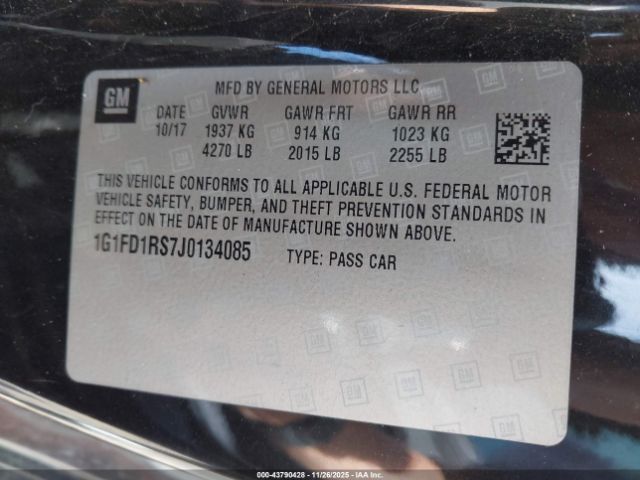 GM
MFD BY GENERAL MOTORS LLC
DATE GVWR GAWR FRT GAWR RR
10/17 1937 KG 914 KG 1023 KG
4270 LB 2015 LB 2255 LB
THIS VEHICLE CONFORMS TO ALL APPLICABLE U.S. FEDERAL MOTOR
VEHICLE SAFETY, BUMPER, AND THEFT PREVENTION STANDARDS IN
EFFECT ON THE DATE OF MANUFACTURE SHOWN ABOVE.
1G1FD1RS7J0134085 TYPE: PASS CAR
000-43790428 - 11/26/2025 - IAA Inc.